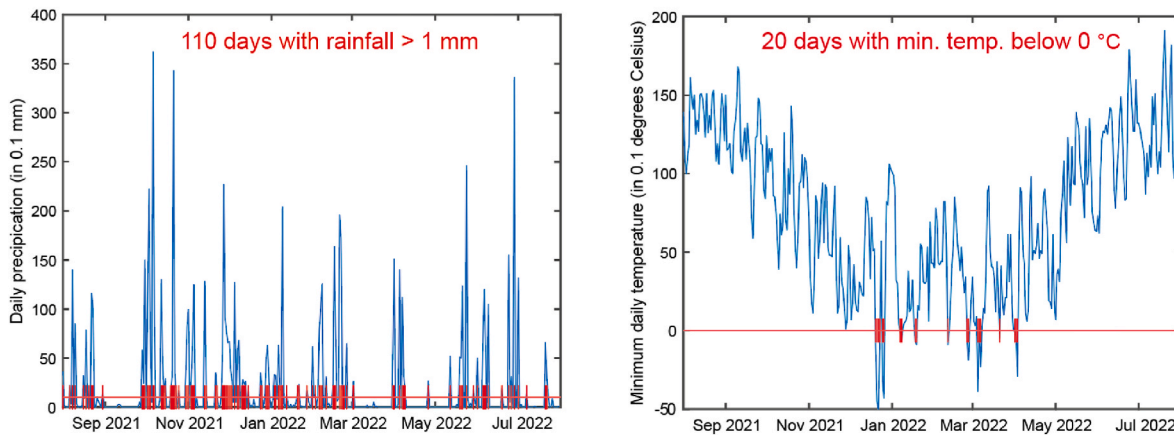 110 days with rainfall > 1 mm
Daily precipication (in 0.1 mm)
400
350
300
250
200
150
100
50
0
Sep 2021
Nov 2021
Jan 2022
Mar 2022
May 2022
Jul 2022
20 days with min. temp. below 0 °C
Minimum daily temperature (in 0.1 degrees Celsius)
200
150
100
50
0
-50
Sep 2021
Nov 2021
Jan 2022
Mar 2022
May 2022
Jul 2022